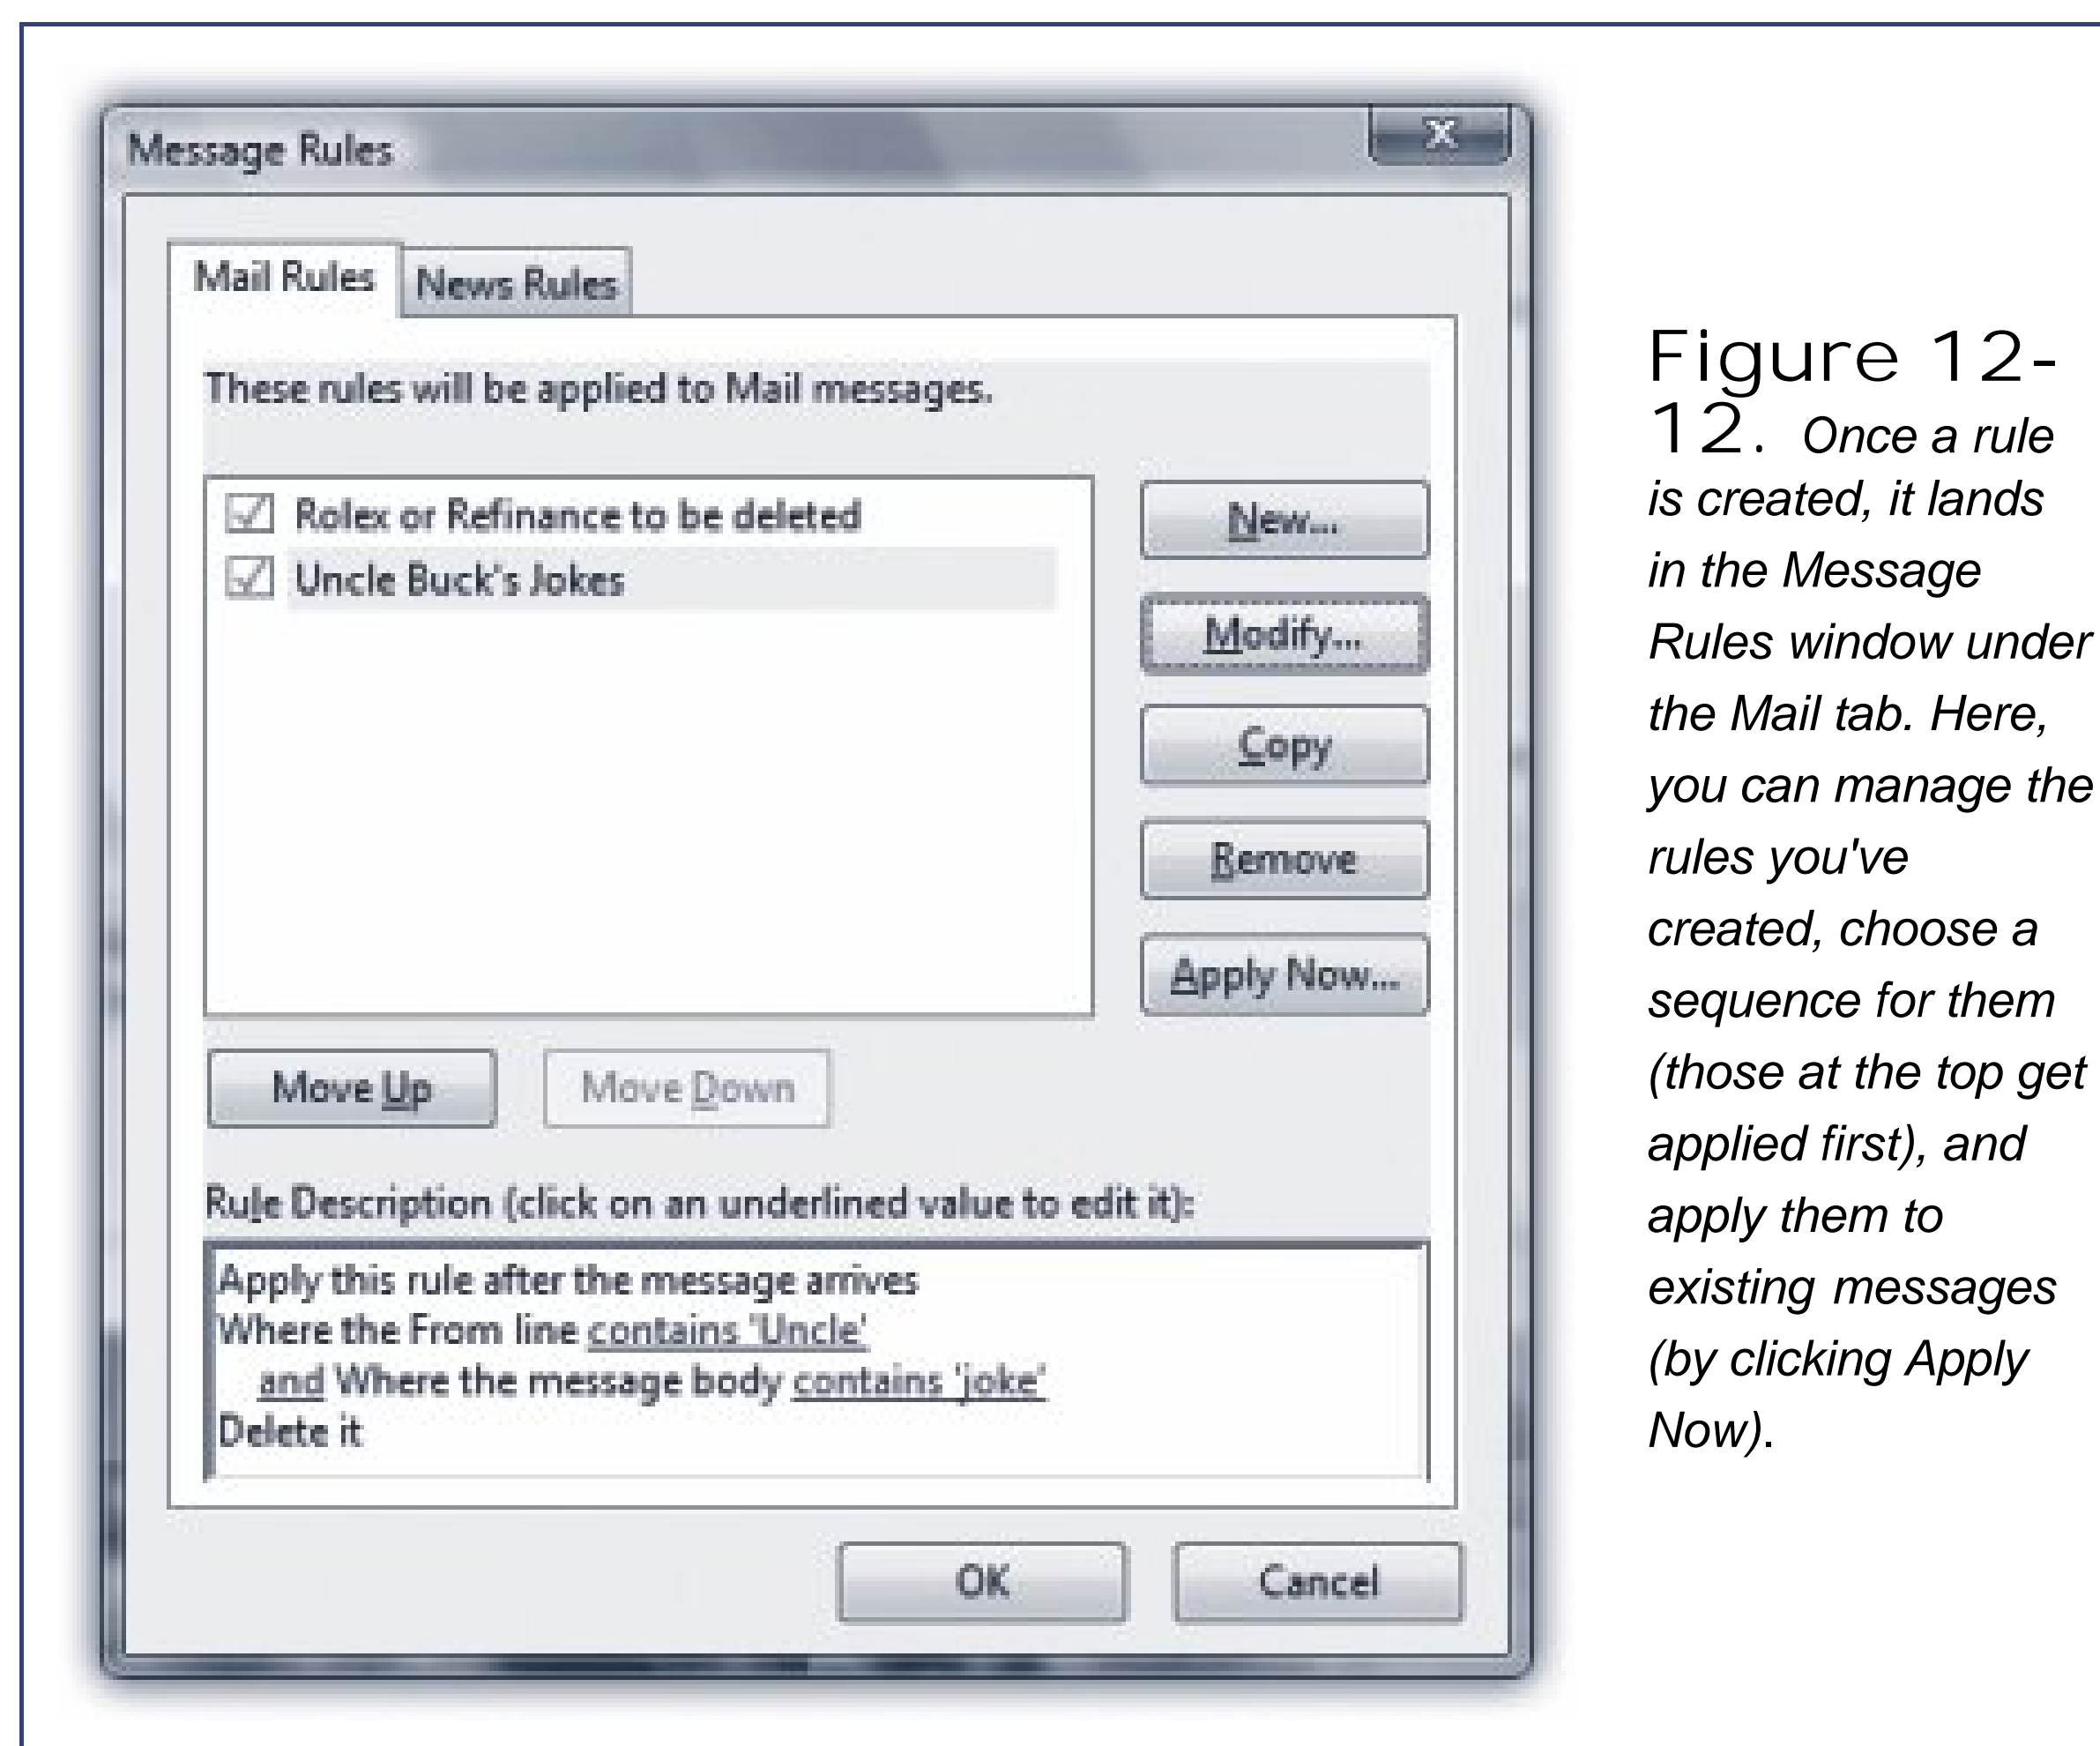 Message Rules
Mail Rules
News Rules
These rules will be applied to Mail messages.
Rolex or Refinance to be deleted
Uncle Buck's Jokes
New...
Modify...
Copy
Remove
Apply Now...
Move Up
Move Down
Rule Description (click on an underlined value to edit it):
Apply this rule after the message arrives
Where the From line contains 'Uncle'
and Where the message body contains 'joke'
Delete it
OK
Cancel
Figure 12-
12. Once a rule
is created, it lands
in the Message
Rules window under
the Mail tab. Here,
you can manage the
rules you've
created, choose a
sequence for them
(those at the top get
applied first), and
apply them to
existing messages
(by clicking Apply
Now).